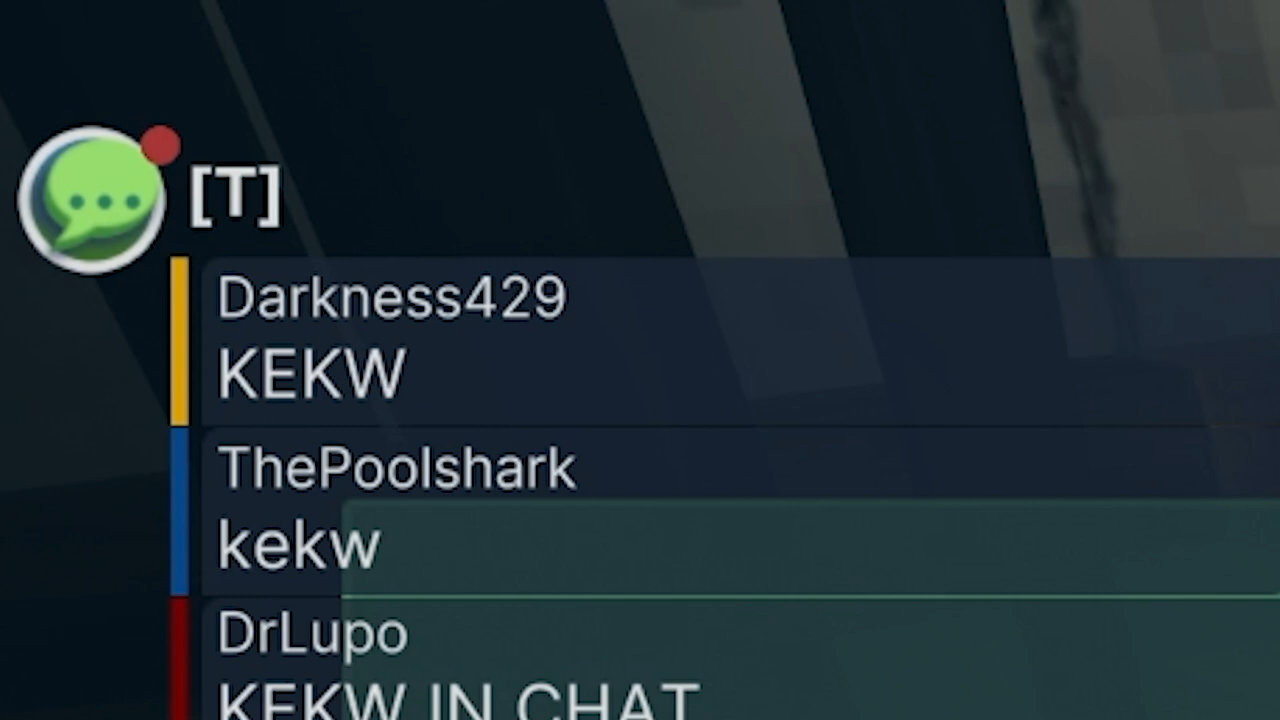 [T]
Darkness429
KEKW
ThePoolshark
kekw
DrLupo
KEKW IN CHAT